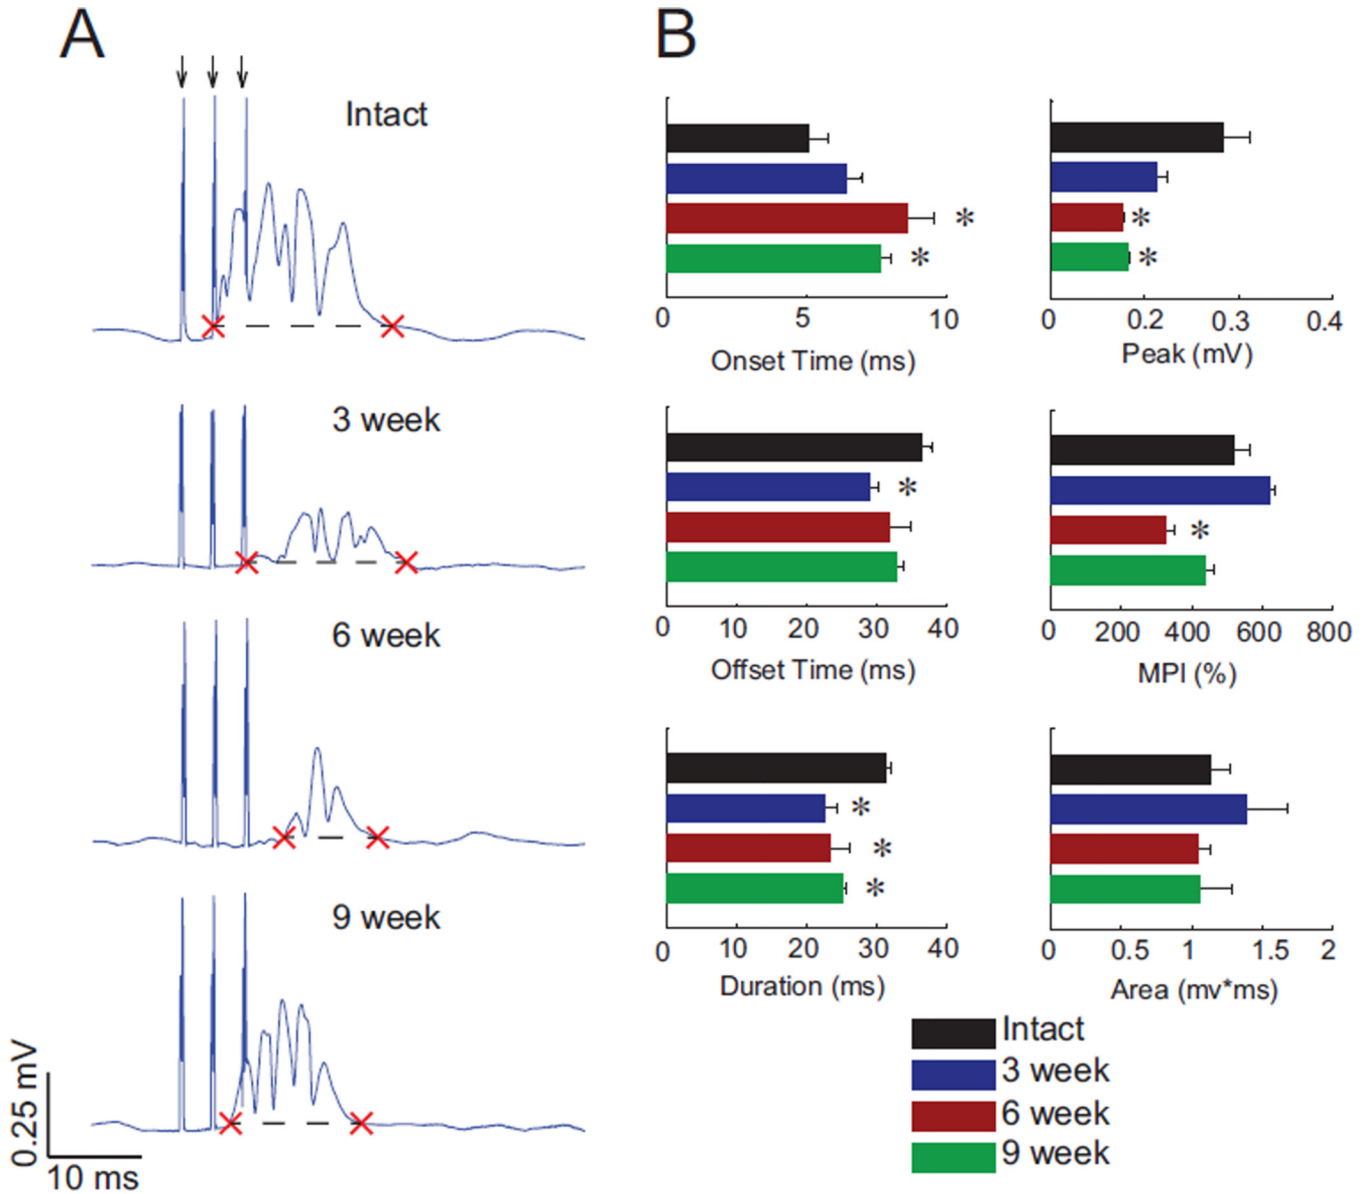 A
B
Intact
3 week
6 week
9 week
0.25 mV
10 ms
*
*
0 5 10
Onset Time (ms)
*
*
0 0.2 0.3 0.4
Peak (mV)
*
0 10 20 30 40
Offset Time (ms)
*
0 200 400 600 800
MPI (%)
*
*
*
0 10 20 30 40
Duration (ms)
0 0.5 1 1.5 2
Area (mv*ms)
Intact
3 week
6 week
9 week